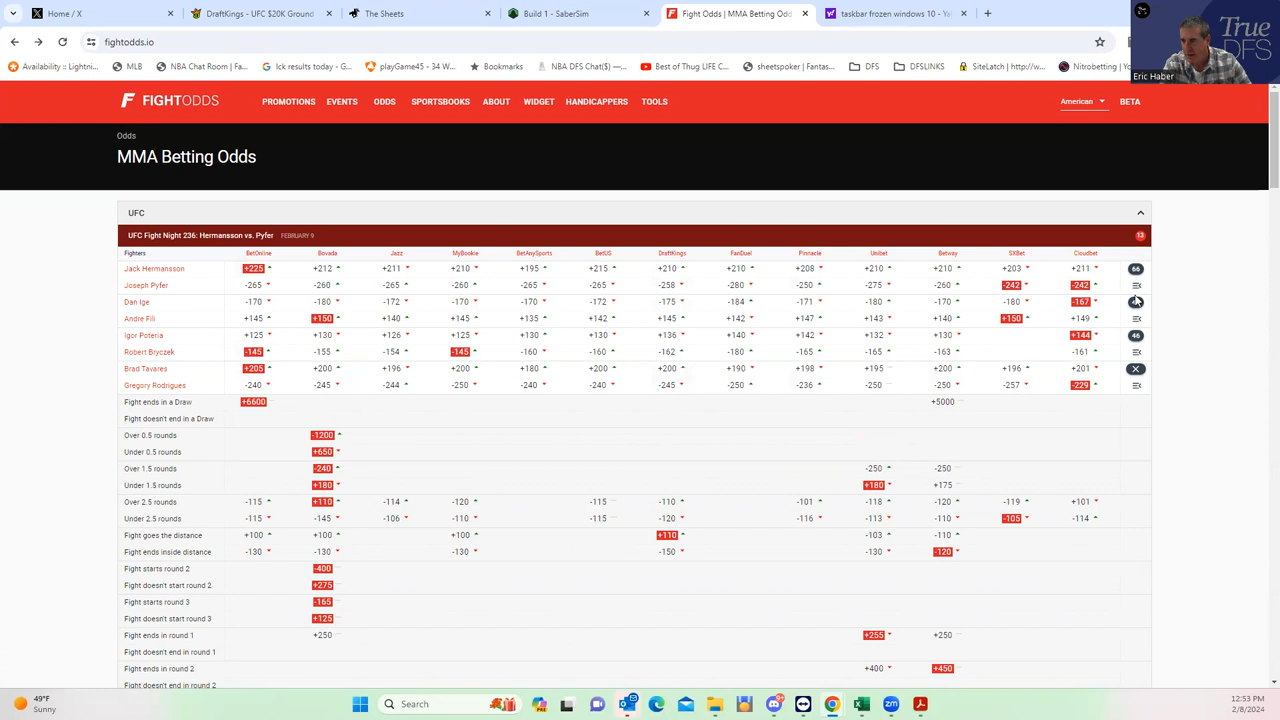 Home / X
DraftKings - UFC $20K Ground
The Sheets
Build 1 - SaberSim
Fight Odds | MMA Betting Odd
taskbar frozen windows 10 - Ya
fightodds.io
Availability :: Lightni...
MLB
NBA Chat Room | Fa...
Ick results today - G...
playGame45 - Imgur
Bookmarks
NBA DFS Chat($) -...
Best of Thug LIFE C...
sheetspoker | Fantas...
DFS
DFSLINKS
SiteLatch | http://w...
Nitrobetting | http:/
True
DFS
Eric Haber
FIGHTODDS
PROMOTIONS EVENTS ODDS SPORTSBOOKS ABOUT WIDGET HANDICAPPERS TOOLS
American
BETA
Odds
MMA Betting Odds
UFC
UFC Fight Night 236: Hermansson vs. Pyfer FEBRUARY 9 13
Fighters BetOnline Bovada Jazz MyBookie BetAnySports BetUS DraftKings FanDuel Pinnacle Unibet Betway SXBet Cloudbet
Jack Hermansson +225 +212 +211 +210 +195 +215 +210 +210 +208 +210 +210 +203 +211 66
Joseph Pyfer -265 -260 -265 -260 -265 -265 -258 -280 -250 -275 -260 -242 -242
Dan Ige -170 -180 -172 -170 -170 -172 -175 -184 -171 -180 -170 -180 -167
Andre Fili +145 +150 +140 +145 +135 +142 +145 +142 +147 +143 +140 +150 +149
Igor Poteria +125 +130 +126 +125 +130 +130 +136 +140 +142 +132 +130 +144 46
Robert Bryczek -145 -155 -154 -145 -160 -160 -162 -180 -165 -165 -163 -161
Brad Tavares +205 +200 +196 +200 +180 +200 +200 +190 +198 +195 +200 +196 +201
Gregory Rodrigues -240 -245 -244 -250 -240 -240 -245 -250 -236 -250 -250 -257 -229
Fight ends in a Draw +6600 +5000
Fight doesn't end in a Draw
Over 0.5 rounds -1200
Under 0.5 rounds +650
Over 1.5 rounds -240 -250 -250
Under 1.5 rounds +180 +180 +175
Over 2.5 rounds -115 +110 -114 -120 -115 -110 -101 -118 -120 -119 +101
Under 2.5 rounds -115 -145 -106 -110 -115 -120 -116 -113 -110 -105 -114
Fight goes the distance +100 +100 +100 +110 -103 -110
Fight ends inside distance -130 -130 -130 -150 -130 -120
Fight starts round 2 -400
Fight doesn't start round 2 +275
Fight starts round 3 -165
Fight doesn't start round 3 +125
Fight ends in round 1 +250 +255 +250
Fight doesn't end in round 1
Fight ends in round 2 +400 +450
Fight doesn't end in round 2
49°F
Sunny
Search
12:53 PM
2/8/2024